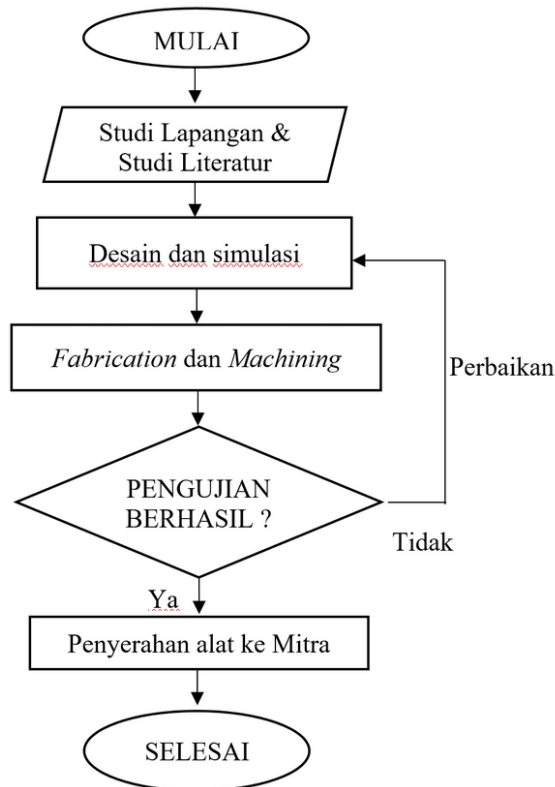 MULAI
Studi Lapangan &
Studi Literatur
Desain dan simulasi
Fabrication dan Machining
Perbaikan
PENGUJIAN
BERHASIL ?
Tidak
Ya
Penyerahan alat ke Mitra
SELESAI